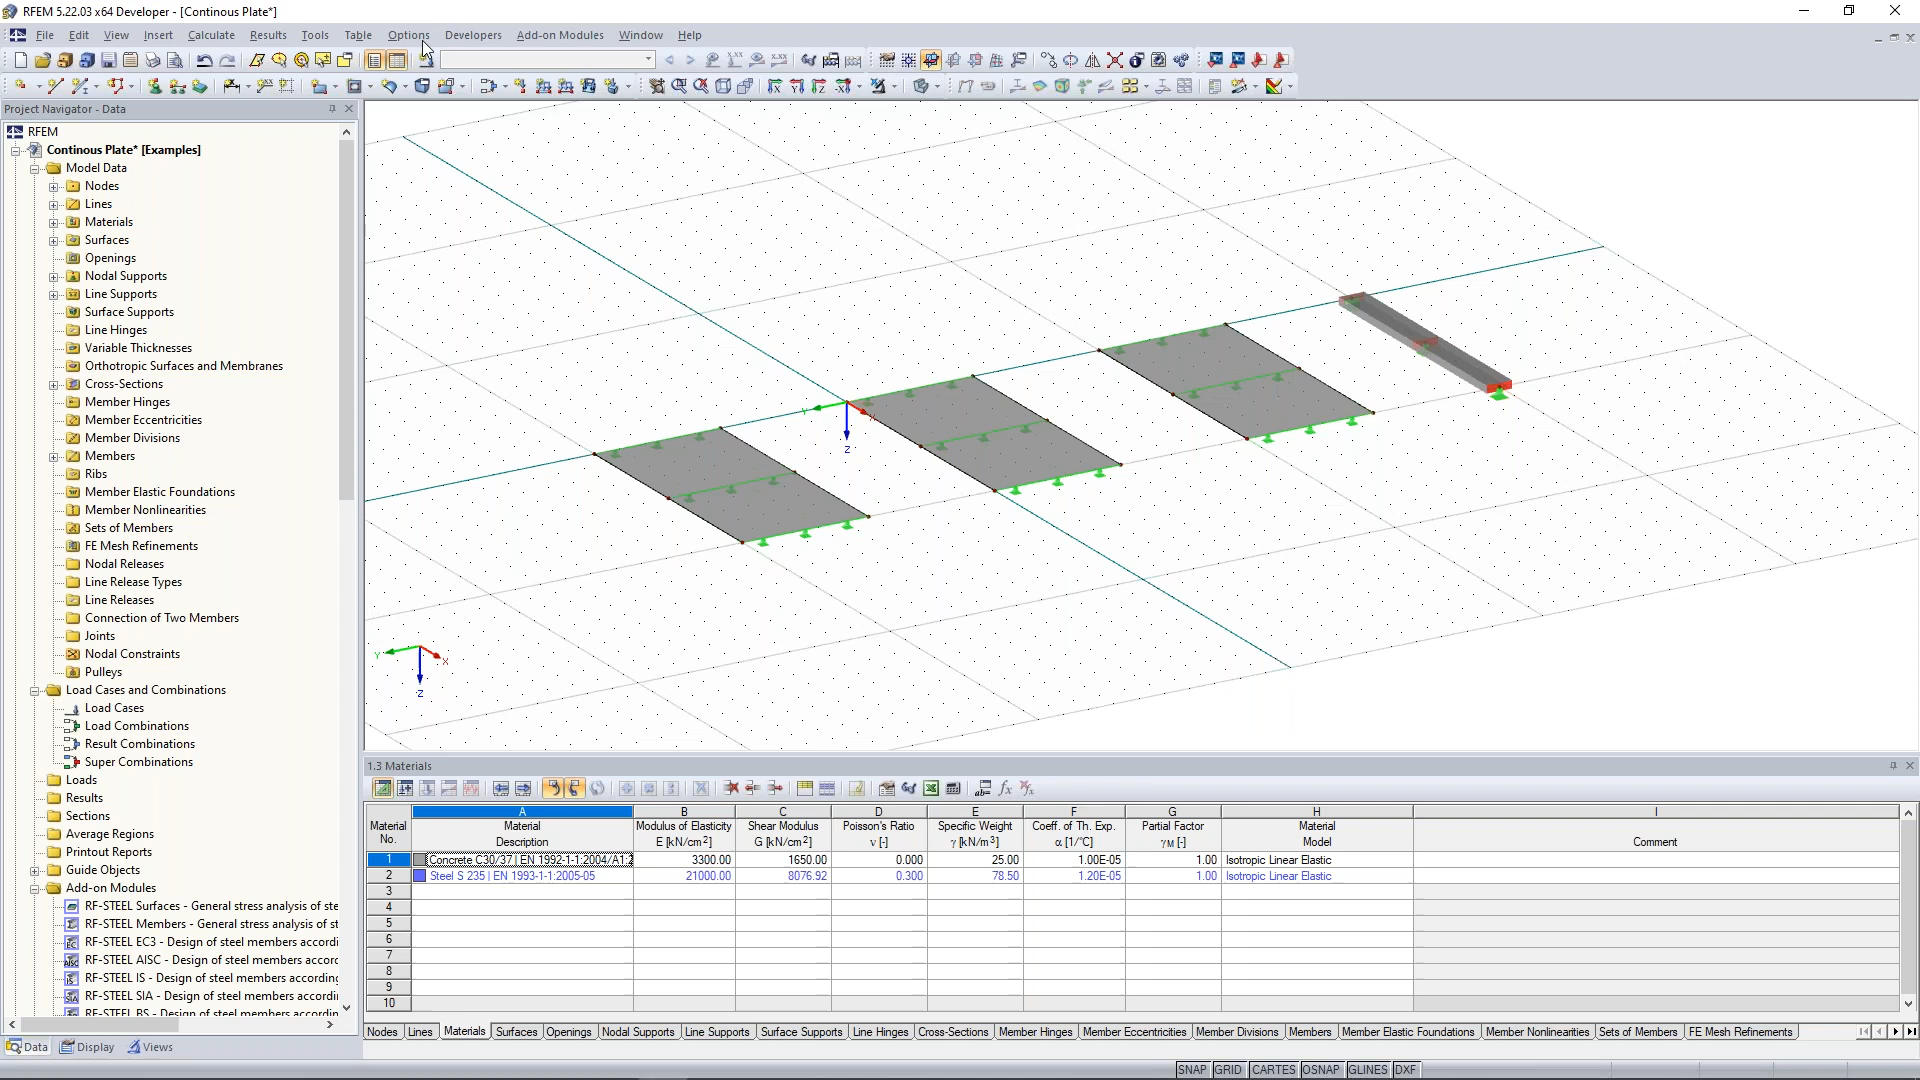 RFEM 5.22.03 x64 Developer - [Continous Plate*]
File Edit View Insert Calculate Results Tools Table Options Developers Add-on Modules Window Help
Project Navigator - Data
RFEM
Continous Plate* [Examples]
Model Data
Nodes
Lines
Materials
Surfaces
Openings
Nodal Supports
Line Supports
Surface Supports
Line Hinges
Variable Thicknesses
Orthotropic Surfaces and Membranes
Cross-Sections
Member Hinges
Member Eccentricities
Member Divisions
Members
Ribs
Member Elastic Foundations
Member Nonlinearities
Sets of Members
FE Mesh Refinements
Nodal Releases
Line Release Types
Line Releases
Connection of Two Members
Joints
Nodal Constraints
Pulleys
Load Cases and Combinations
Load Cases
Load Combinations
Result Combinations
Super Combinations
Loads
Results
Sections
Average Regions
Printout Reports
Guide Objects
Add-on Modules
RF-STEEL Surfaces - General stress analysis of ste
RF-STEEL Members - General stress analysis of st
RF-STEEL EC3 - Design of steel members accordi
RF-STEEL AISC - Design of steel members accor
RF-STEEL IS - Design of steel members according
RF-STEEL SIA - Design of steel members accordi
RF-STEEL BS - Design of steel members accordin
Data Display Views
Y X Z
Y X Z
1.3 Materials
A B C D E F G H I
Material Material Modulus of Elasticity Shear Modulus Poisson's Ratio Specific Weight Coeff. of Th. Exp. Partial Factor Material
No. Description E [kN/cm2] G [kN/cm2] ν [-] γ [kN/m3] α [1/°C] γM [-] Model Comment
1 Concrete C30/37 | EN 1992-1-1:2004/A1:2 3300.00 1650.00 0.000 25.00 1.00E-05 1.00 Isotropic Linear Elastic
2 Steel S 235 | EN 1993-1-1:2005-05 21000.00 8076.92 0.300 78.50 1.20E-05 1.00 Isotropic Linear Elastic
3
4
5
6
7
8
9
10
Nodes Lines Materials Surfaces Openings Nodal Supports Line Supports Surface Supports Line Hinges Cross-Sections Member Hinges Member Eccentricities Member Divisions Members Member Elastic Foundations Member Nonlinearities Sets of Members FE Mesh Refinements
SNAP GRID CARTES OSNAP GLINES DXF